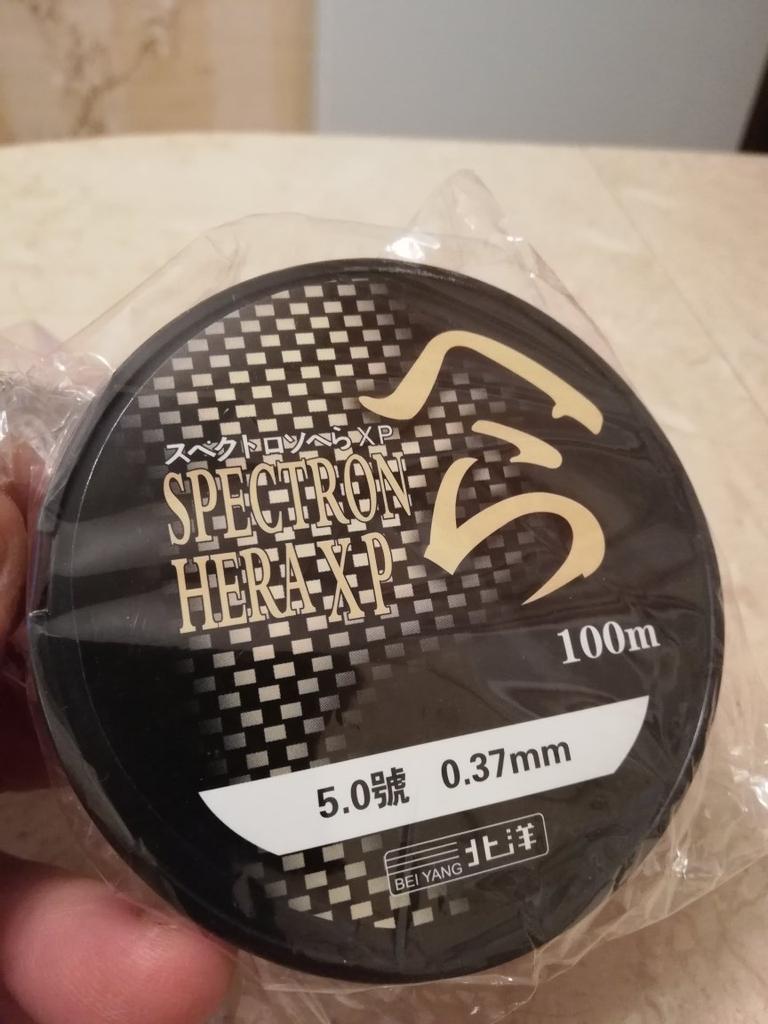 へら
スペクトロソへらXP
SPECTRON
HERA XP
100m
5.0號 0.37mm
北洋
BEI YANG